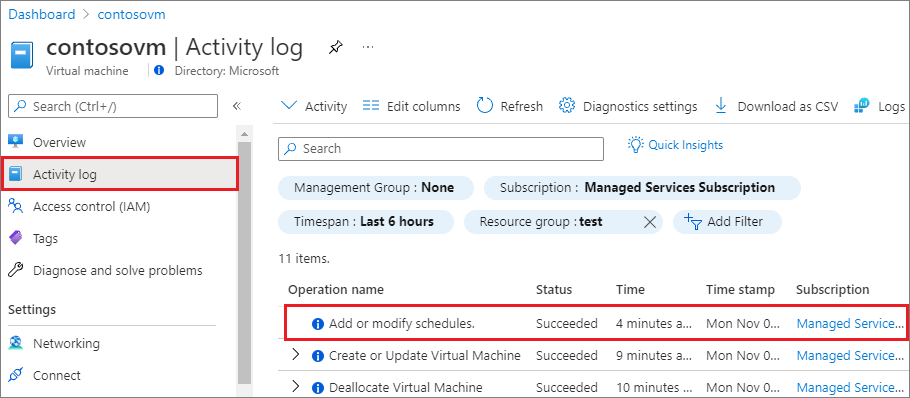 Dashboard > contosovm
contosovm | Activity log ...
Virtual machine | Directory: Microsoft
Search (Ctrl+/) «
Overview
Activity log
Access control (IAM)
Tags
Diagnose and solve problems
Settings
Networking
Connect
Activity Edit columns Refresh Diagnostics settings Download as CSV Logs
Search Quick Insights
Management Group : None Subscription : Managed Services Subscription
Timespan : Last 6 hours Resource group : test Add Filter
11 items.
Operation name Status Time Time stamp Subscription
Add or modify schedules. Succeeded 4 minutes a... Mon Nov 0... Managed Service...
Create or Update Virtual Machine Succeeded 9 minutes a... Mon Nov 0... Managed Service...
Deallocate Virtual Machine Succeeded 10 minutes ... Mon Nov 0... Managed Service...